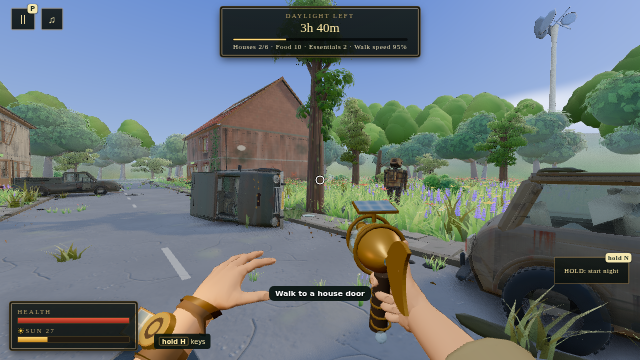 P
DAYLIGHT LEFT
3h 40m
Houses 2/6 · Food 10 · Essentials 2 · Walk speed 95%
hold N
HOLD: start night
Walk to a house door
HEALTH
SUN 27
hold H keys